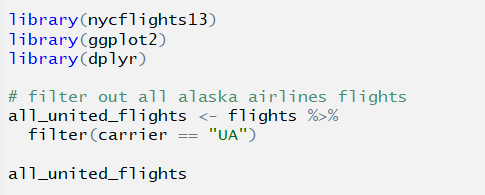 library(nycflights13)
library(ggplot2)
library(dplyr)
# filter out all alaska airlines flights
all_united_flights <- flights %>%
filter(carrier == "UA")
all_united_flights